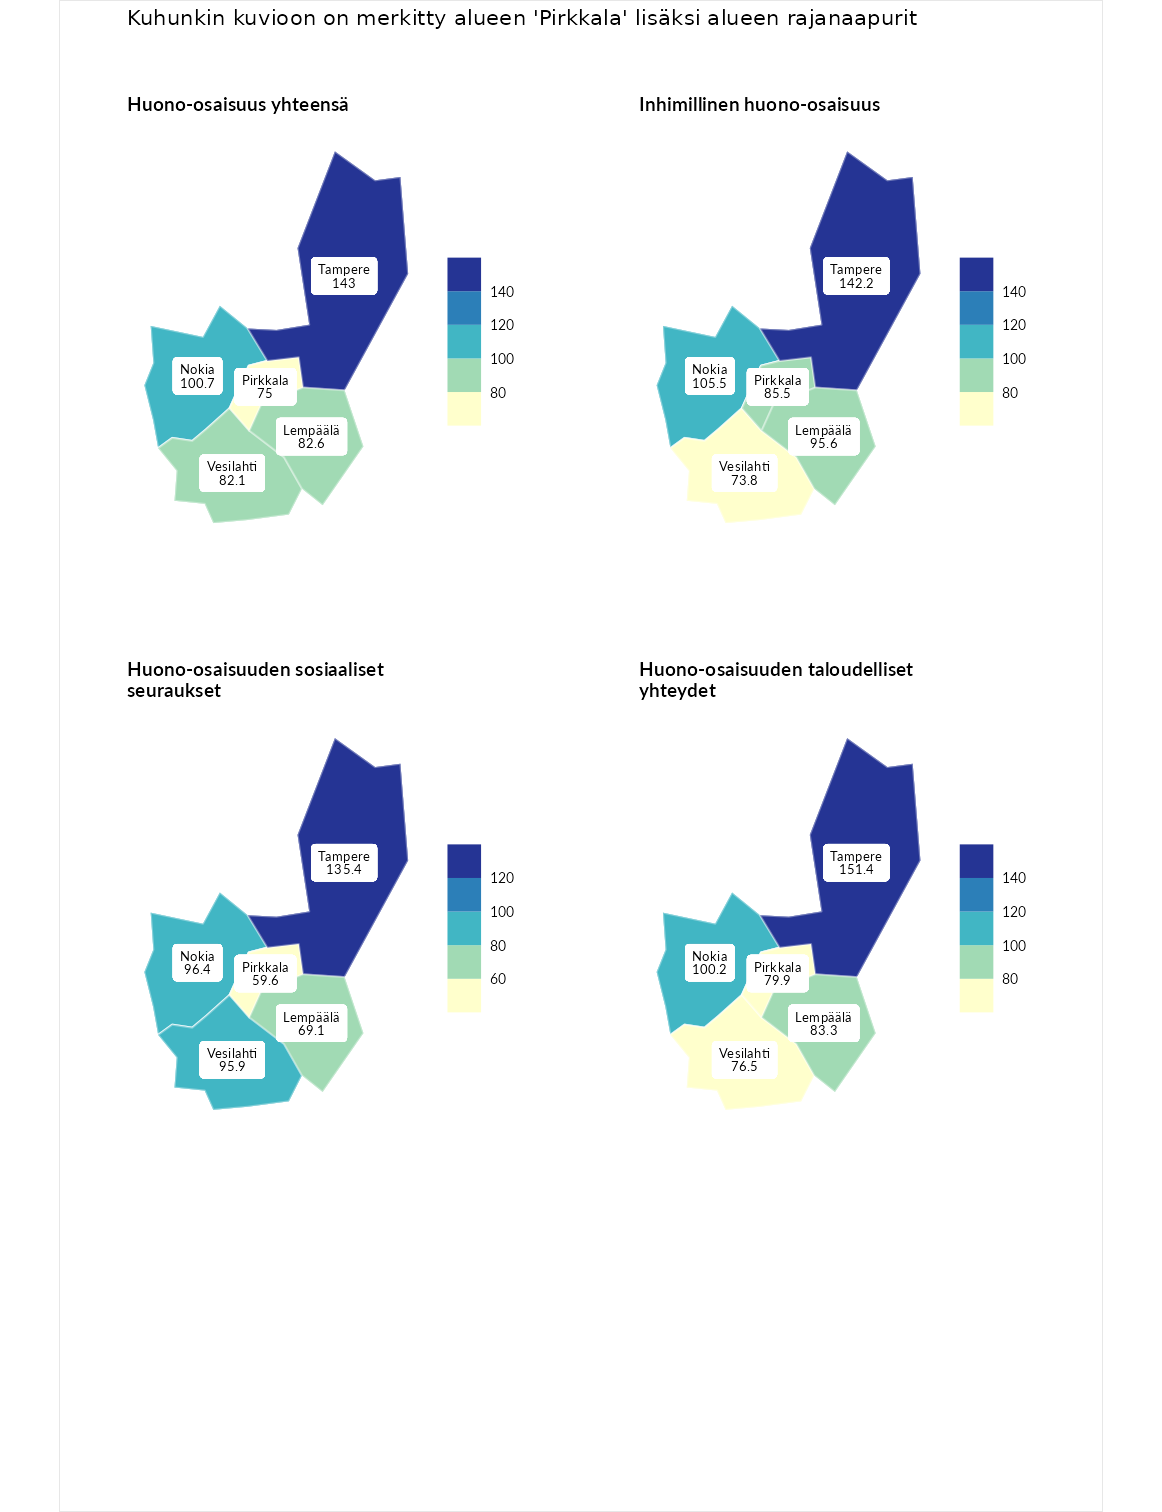 Kuhunkin kuvioon on merkitty alueen 'Pirkkala' lisäksi alueen rajanaapurit
Huono-osaisuus yhteensä
Tampere
143
Nokia
100.7
Pirkkala
75
Lempäälä
82.6
Vesilahti
82.1
140
120
100
80
Inhimillinen huono-osaisuus
Tampere
142.2
Nokia
105.5
Pirkkala
85.5
Lempäälä
95.6
Vesilahti
73.8
140
120
100
80
Huono-osaisuuden sosiaaliset
seuraukset
Tampere
135.4
Nokia
96.4
Pirkkala
59.6
Lempäälä
69.1
Vesilahti
95.9
120
100
80
60
Huono-osaisuuden taloudelliset
yhteydet
Tampere
151.4
Nokia
100.2
Pirkkala
79.9
Lempäälä
83.3
Vesilahti
76.5
140
120
100
80